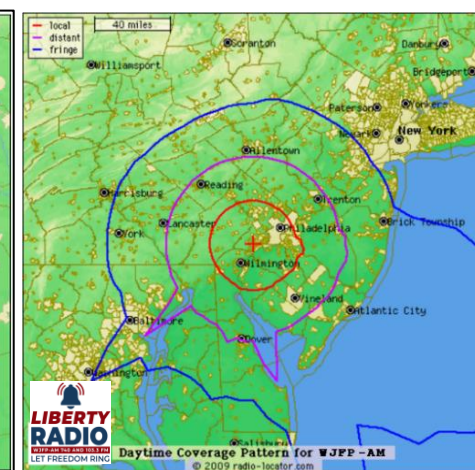 local
distant
fringe
40 miles
Scranton
Danbury
Williamsport
Bridgeport
Paterson
Yonkers
Newark
New York
Allentown
Reading
Trenton
Harrisburg
Lancaster
Brick Township
York
Philadelphia
Wilmington
Vineland
Atlantic City
Baltimore
Dover
Washington
LIBERTY
RADIO
WJFP-AM 740 AND 103.3 FM
LET FREEDOM RING
Salisbury
Daytime Coverage Pattern for WJFP-AM
© 2009 radio-locator.com